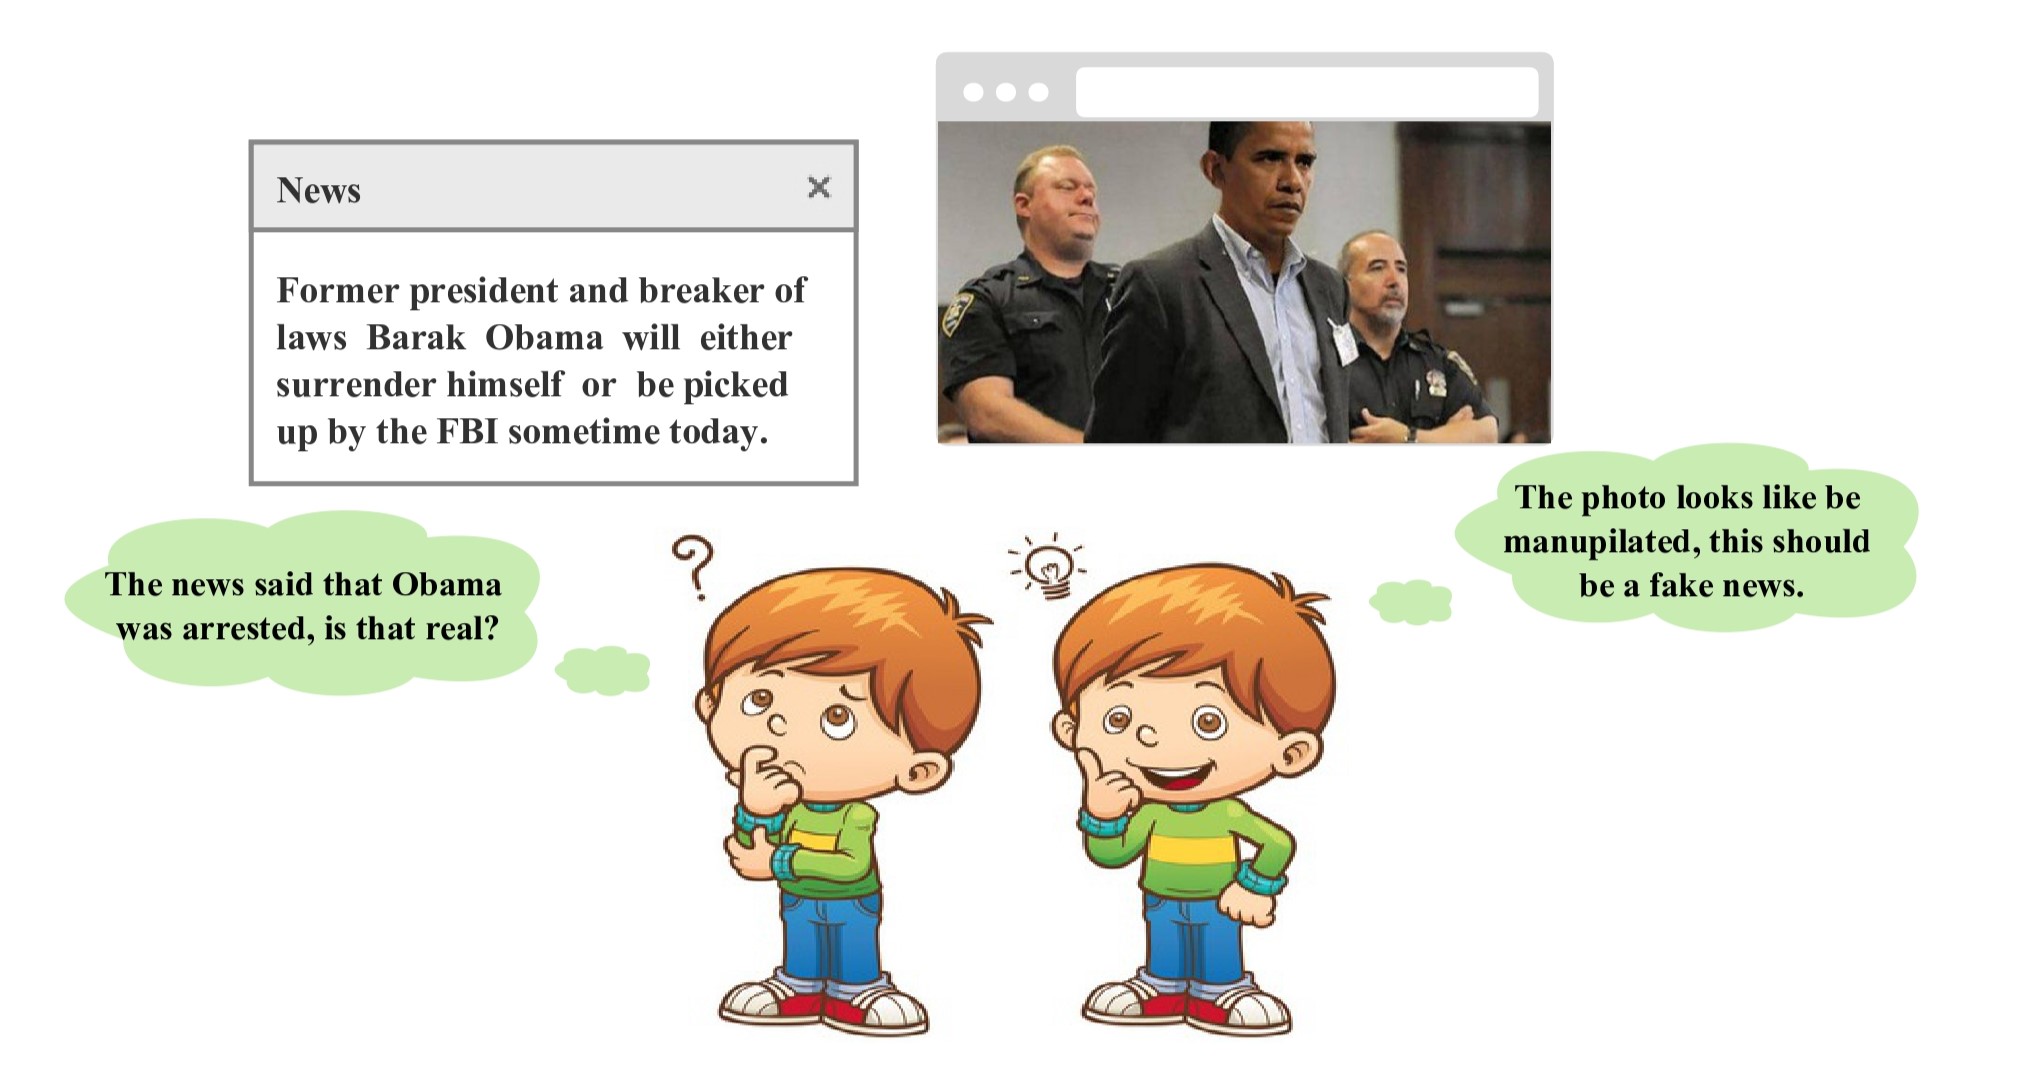 News
Former president and breaker of
laws Barak Obama will either
surrender himself or be picked
up by the FBI sometime today.
The news said that Obama
was arrested, is that real?
The photo looks like be
manupilated, this should
be a fake news.